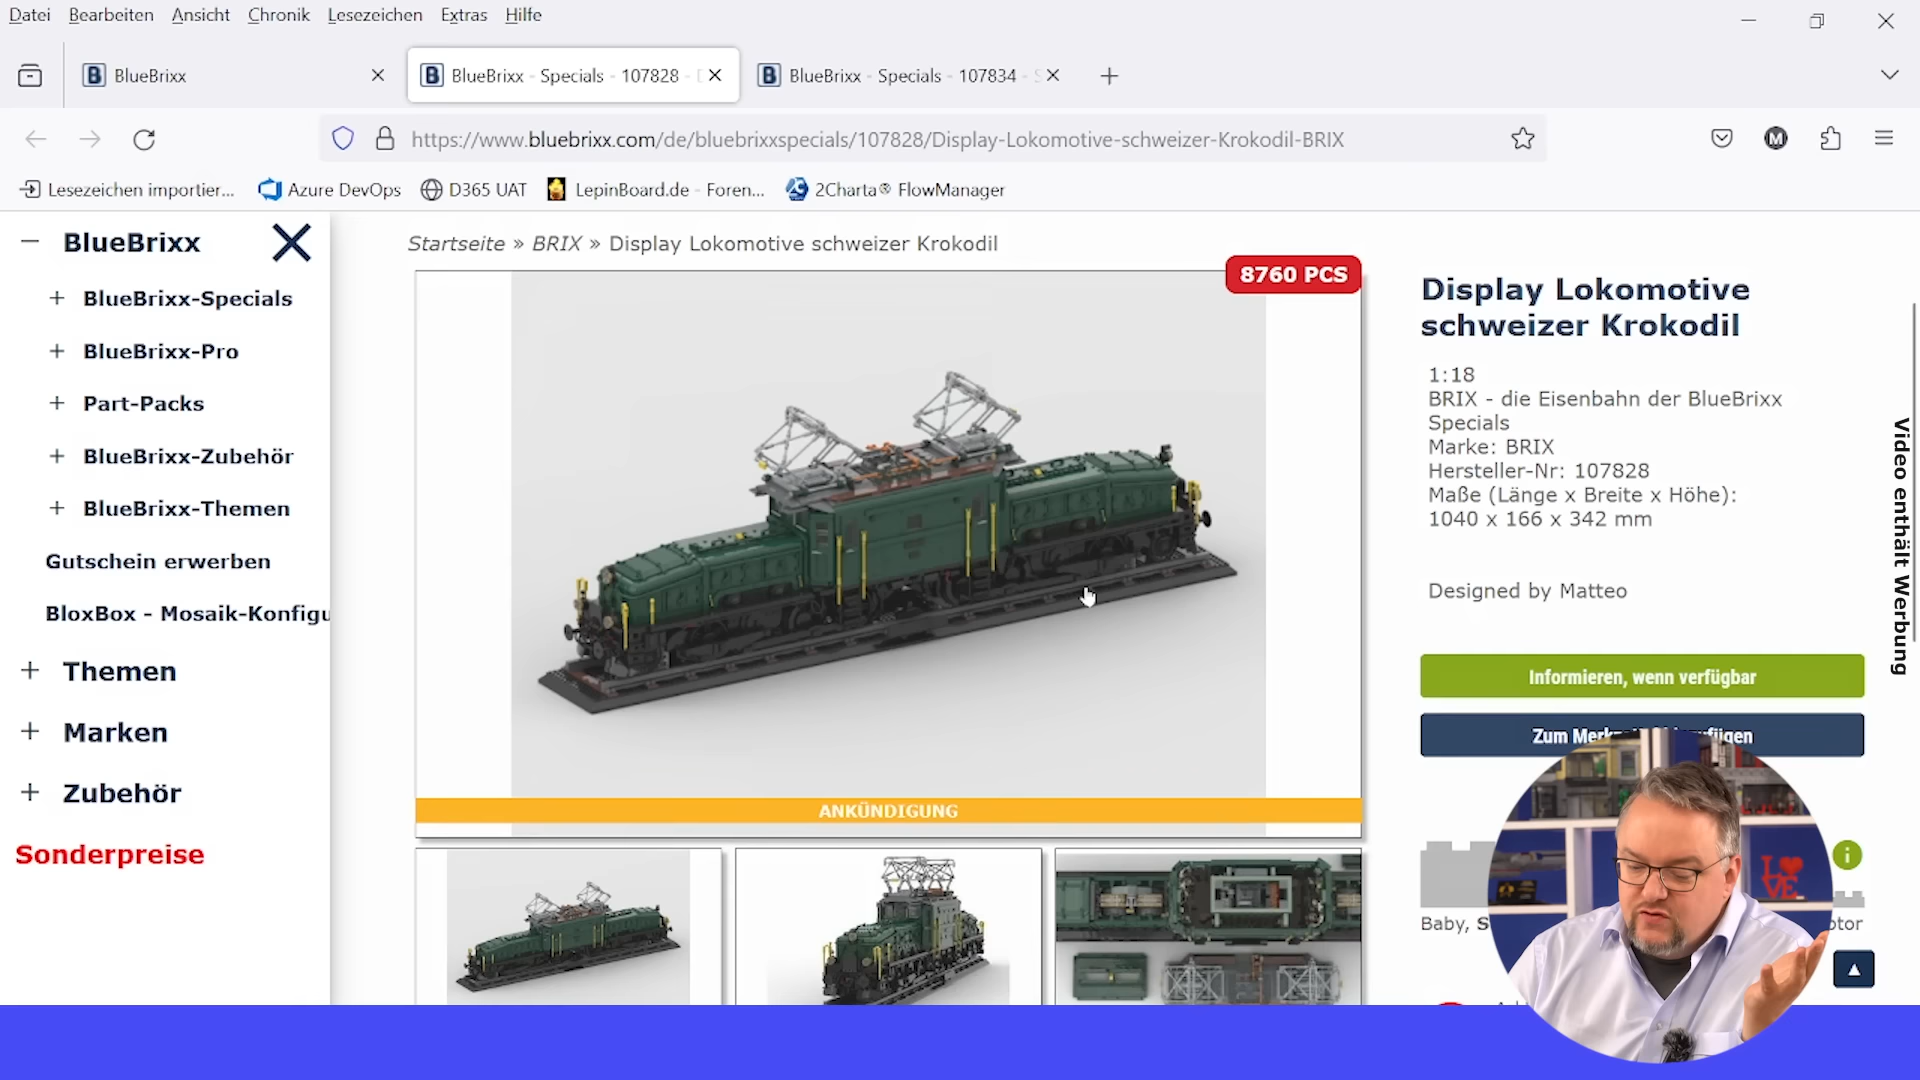 Datei Bearbeiten Ansicht Chronik Lesezeichen Extras Hilfe
BlueBrixx
BlueBrixx - Specials - 107828 -
BlueBrixx - Specials - 107834 -
https://www.bluebrixx.com/de/bluebrixxspecials/107828/Display-Lokomotive-schweizer-Krokodil-BRIX
M
Lesezeichen importier... Azure DevOps D365 UAT LepinBoard.de - Foren... 2Charta® FlowManager
BlueBrixx
BlueBrixx-Specials
BlueBrixx-Pro
Part-Packs
BlueBrixx-Zubehör
BlueBrixx-Themen
Gutschein erwerben
BloxBox - Mosaik-Konfigu
Themen
Marken
Zubehör
Sonderpreise
Startseite » BRIX » Display Lokomotive schweizer Krokodil
8760 PCS
ANKÜNDIGUNG
Display Lokomotive
schweizer Krokodil
1:18
BRIX - die Eisenbahn der BlueBrixx
Specials
Marke: BRIX
Hersteller-Nr: 107828
Maße (Länge x Breite x Höhe):
1040 x 166 x 342 mm
Designed by Matteo
Informieren, wenn verfügbar
Zum
Baby,
LOVE
Video enthält Werbung